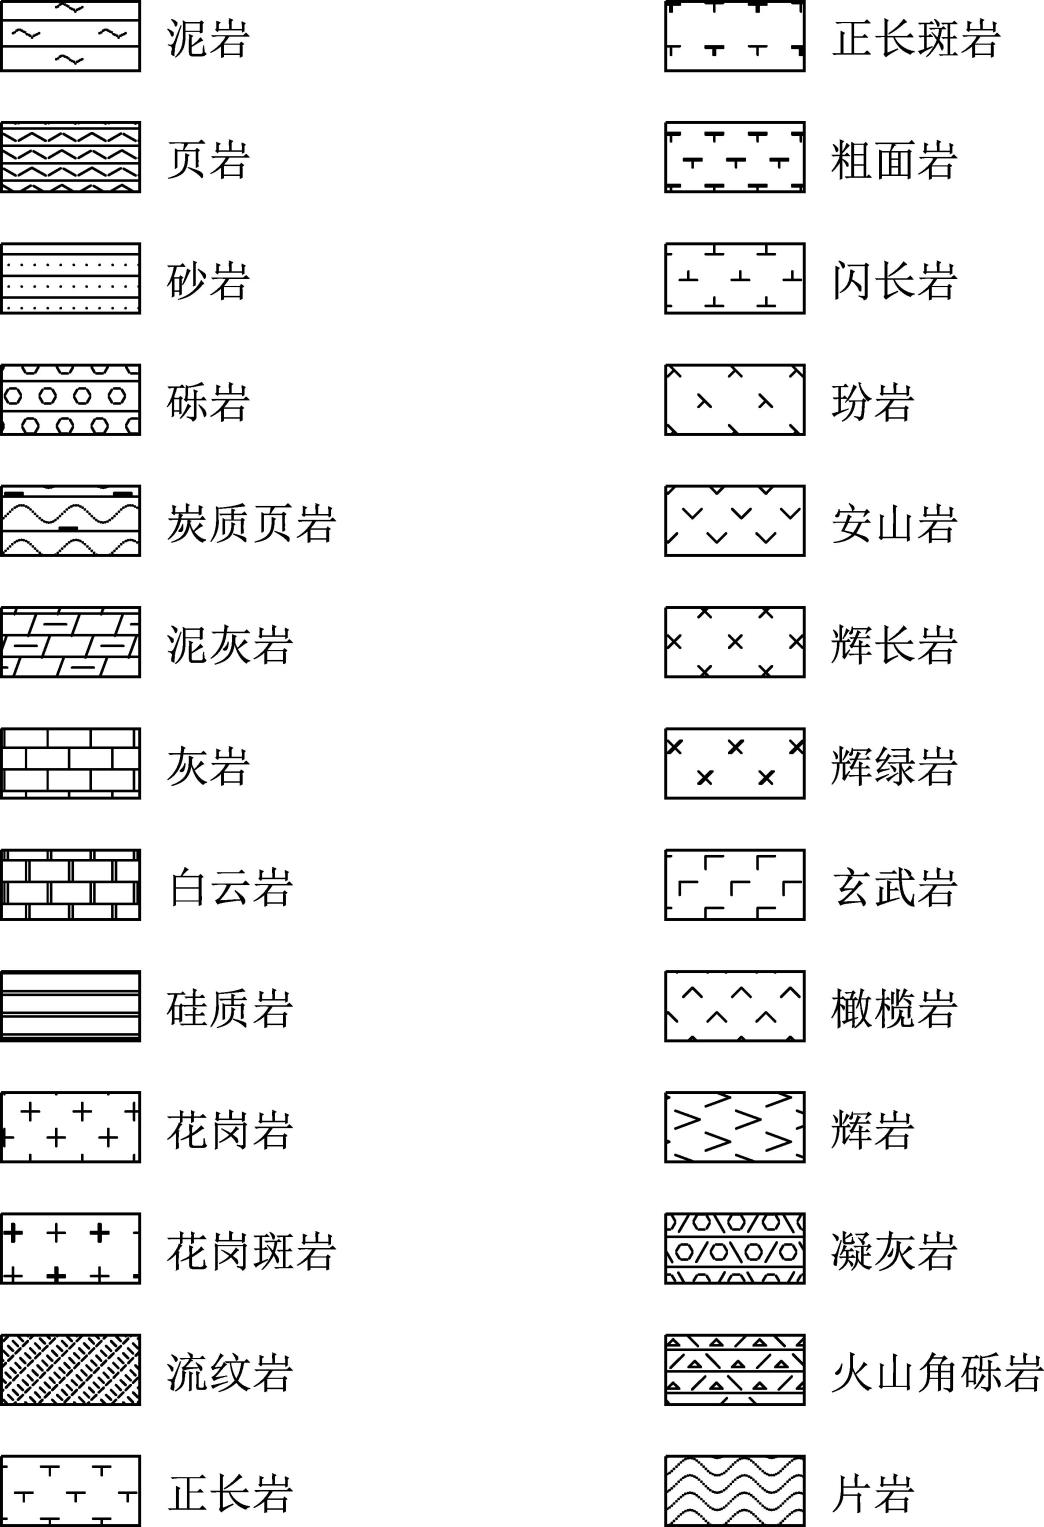 泥岩
页岩
砂岩
砾岩
炭质页岩
泥灰岩
灰岩
白云岩
硅质岩
花岗岩
花岗斑岩
流纹岩
正长岩
正长斑岩
粗面岩
闪长岩
玢岩
安山岩
辉长岩
辉绿岩
玄武岩
橄榄岩
辉岩
凝灰岩
火山角砾岩
片岩